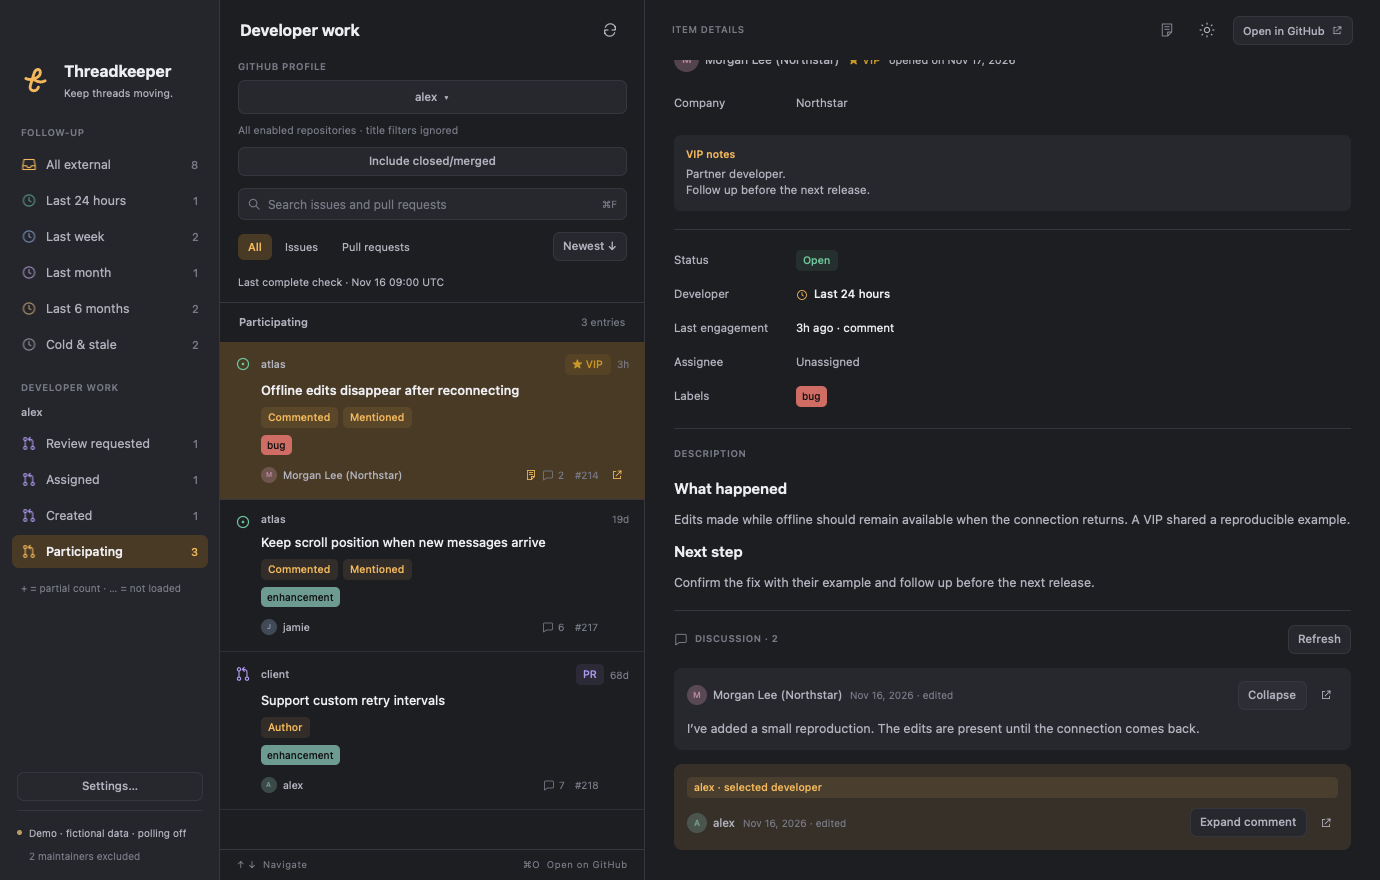 Threadkeeper
Keep threads moving.
FOLLOW-UP
All external 8
Last 24 hours 1
Last week 2
Last month 1
Last 6 months 2
Cold & stale 2
DEVELOPER WORK
alex
Review requested 1
Assigned 1
Created 1
Participating 3
+ = partial count · … = not loaded
Settings...
Demo · fictional data · polling off
2 maintainers excluded
Developer work
GITHUB PROFILE
alex ▾
All enabled repositories · title filters ignored
Include closed/merged
Search issues and pull requests ⌘F
All Issues Pull requests Newest ↓
Last complete check · Nov 16 09:00 UTC
Participating 3 entries
atlas ★ VIP 3h
Offline edits disappear after reconnecting
Commented Mentioned
bug
M Morgan Lee (Northstar) 2 #214
atlas 19d
Keep scroll position when new messages arrive
Commented Mentioned
enhancement
J jamie 6 #217
client PR 68d
Support custom retry intervals
Author
enhancement
A alex 7 #218
↑ ↓ Navigate ⌘O Open on GitHub
ITEM DETAILS Open in GitHub
M Morgan Lee (Northstar) ★ VIP opened on Nov 17, 2026
Company Northstar
VIP notes
Partner developer.
Follow up before the next release.
Status Open
Developer Last 24 hours
Last engagement 3h ago · comment
Assignee Unassigned
Labels bug
DESCRIPTION
What happened
Edits made while offline should remain available when the connection returns. A VIP shared a reproducible example.
Next step
Confirm the fix with their example and follow up before the next release.
DISCUSSION · 2 Refresh
M Morgan Lee (Northstar) Nov 16, 2026 · edited Collapse
I've added a small reproduction. The edits are present until the connection comes back.
alex · selected developer
A alex Nov 16, 2026 · edited Expand comment